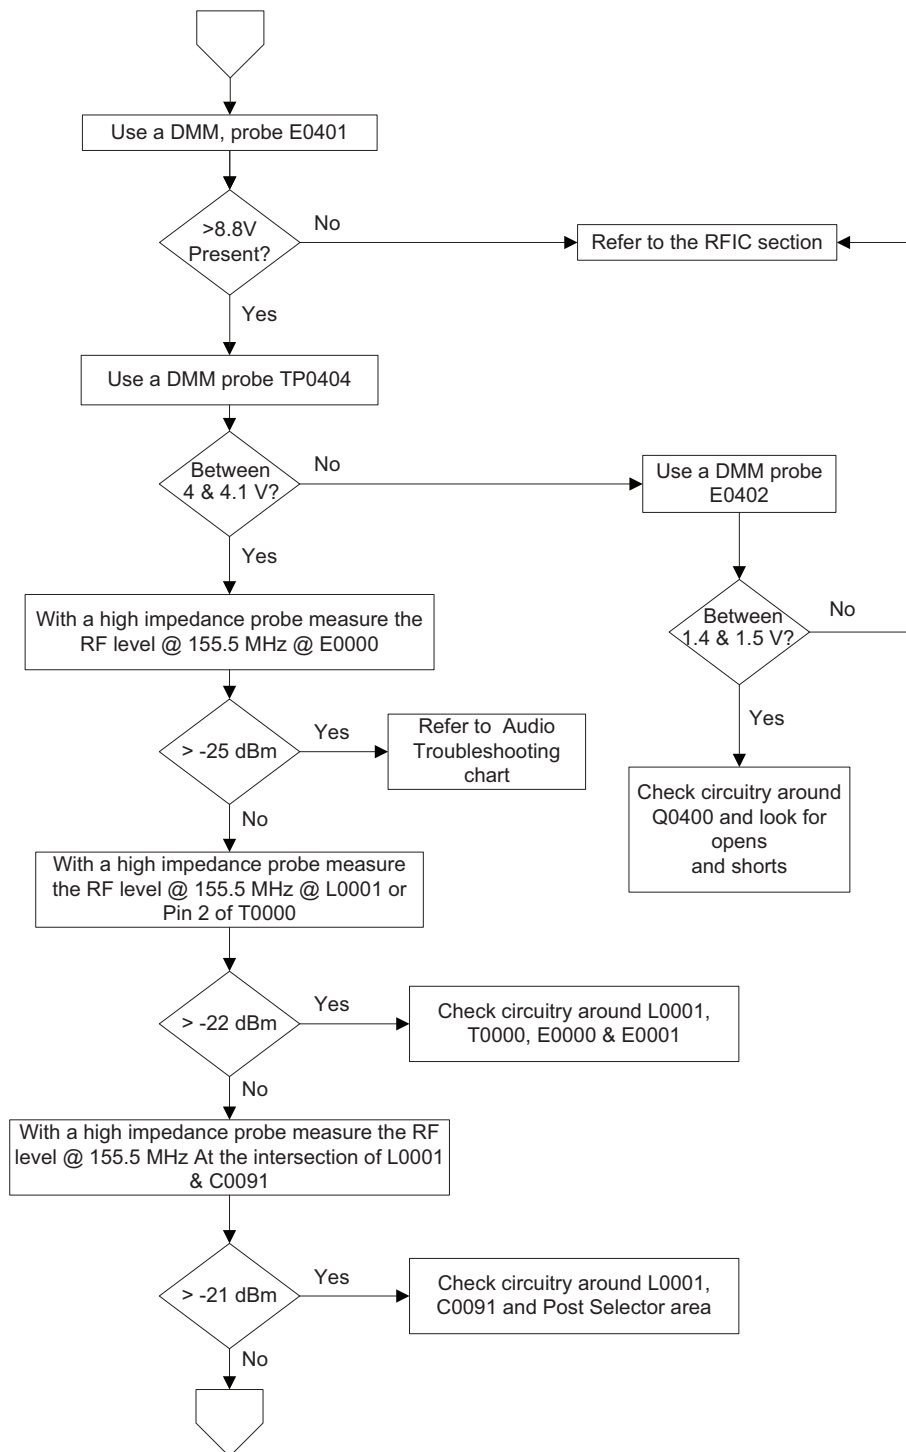 Use a DMM, probe E0401
>8.8V
Present?
No
Refer to the RFIC section
Yes
Use a DMM probe TP0404
Between
4 & 4.1 V?
No
Use a DMM probe
E0402
Yes
Between
1.4 & 1.5 V?
No
With a high impedance probe measure the
RF level @ 155.5 MHz @ E0000
Yes
> -25 dBm
Yes
Refer to  Audio
Troubleshooting
chart
Check circuitry around
Q0400 and look for
opens
and shorts
No
With a high impedance probe measure
the RF level @ 155.5 MHz @ L0001 or
Pin 2 of T0000
> -22 dBm
Yes
Check circuitry around L0001,
T0000, E0000 & E0001
No
With a high impedance probe measure the RF
level @ 155.5 MHz At the intersection of L0001
& C0091
> -21 dBm
Yes
Check circuitry around L0001,
C0091 and Post Selector area
No